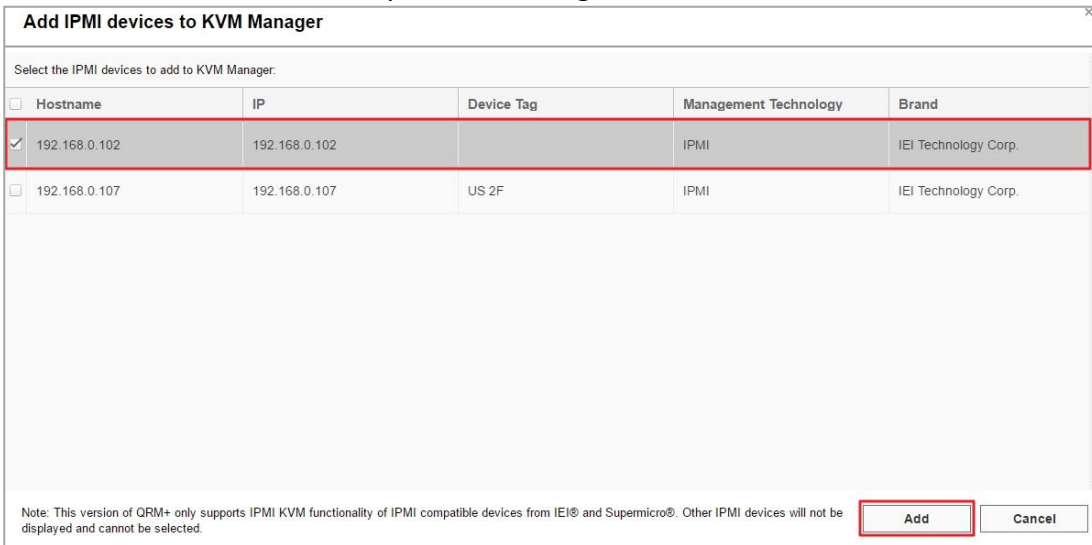 Add IPMI devices to KVM Manager
Select the IPMI devices to add to KVM Manager:
Hostname IP Device Tag Management Technology Brand
192.168.0.102 192.168.0.102 IPMI IEI Technology Corp.
192.168.0.107 192.168.0.107 US 2F IPMI IEI Technology Corp.
Note: This version of QRM+ only supports IPMI KVM functionality of IPMI compatible devices from IEI® and Supermicro®. Other IPMI devices will not be
displayed and cannot be selected.
Add Cancel